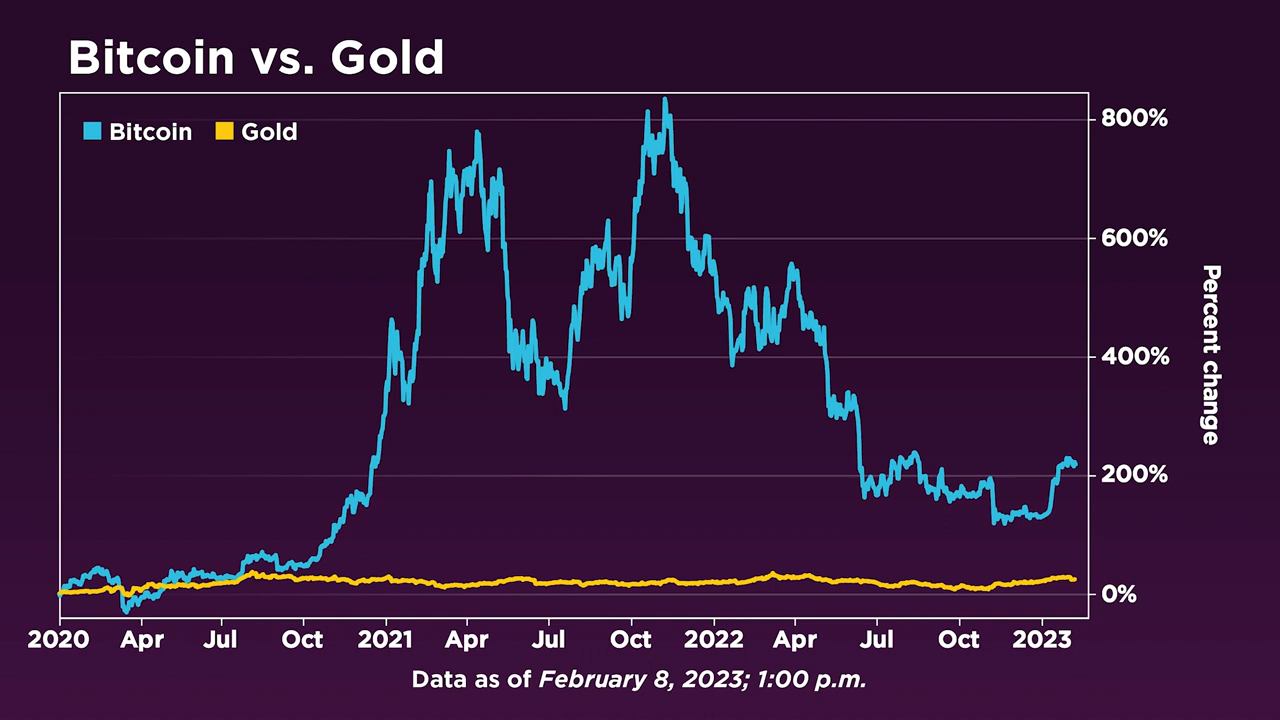 Bitcoin vs. Gold
Bitcoin
Gold
800%
600%
400%
200%
0%
Percent change
2020
Apr
Jul
Oct
2021
Apr
Jul
Oct
2022
Apr
Jul
Oct
2023
Data as of February 8, 2023; 1:00 p.m.